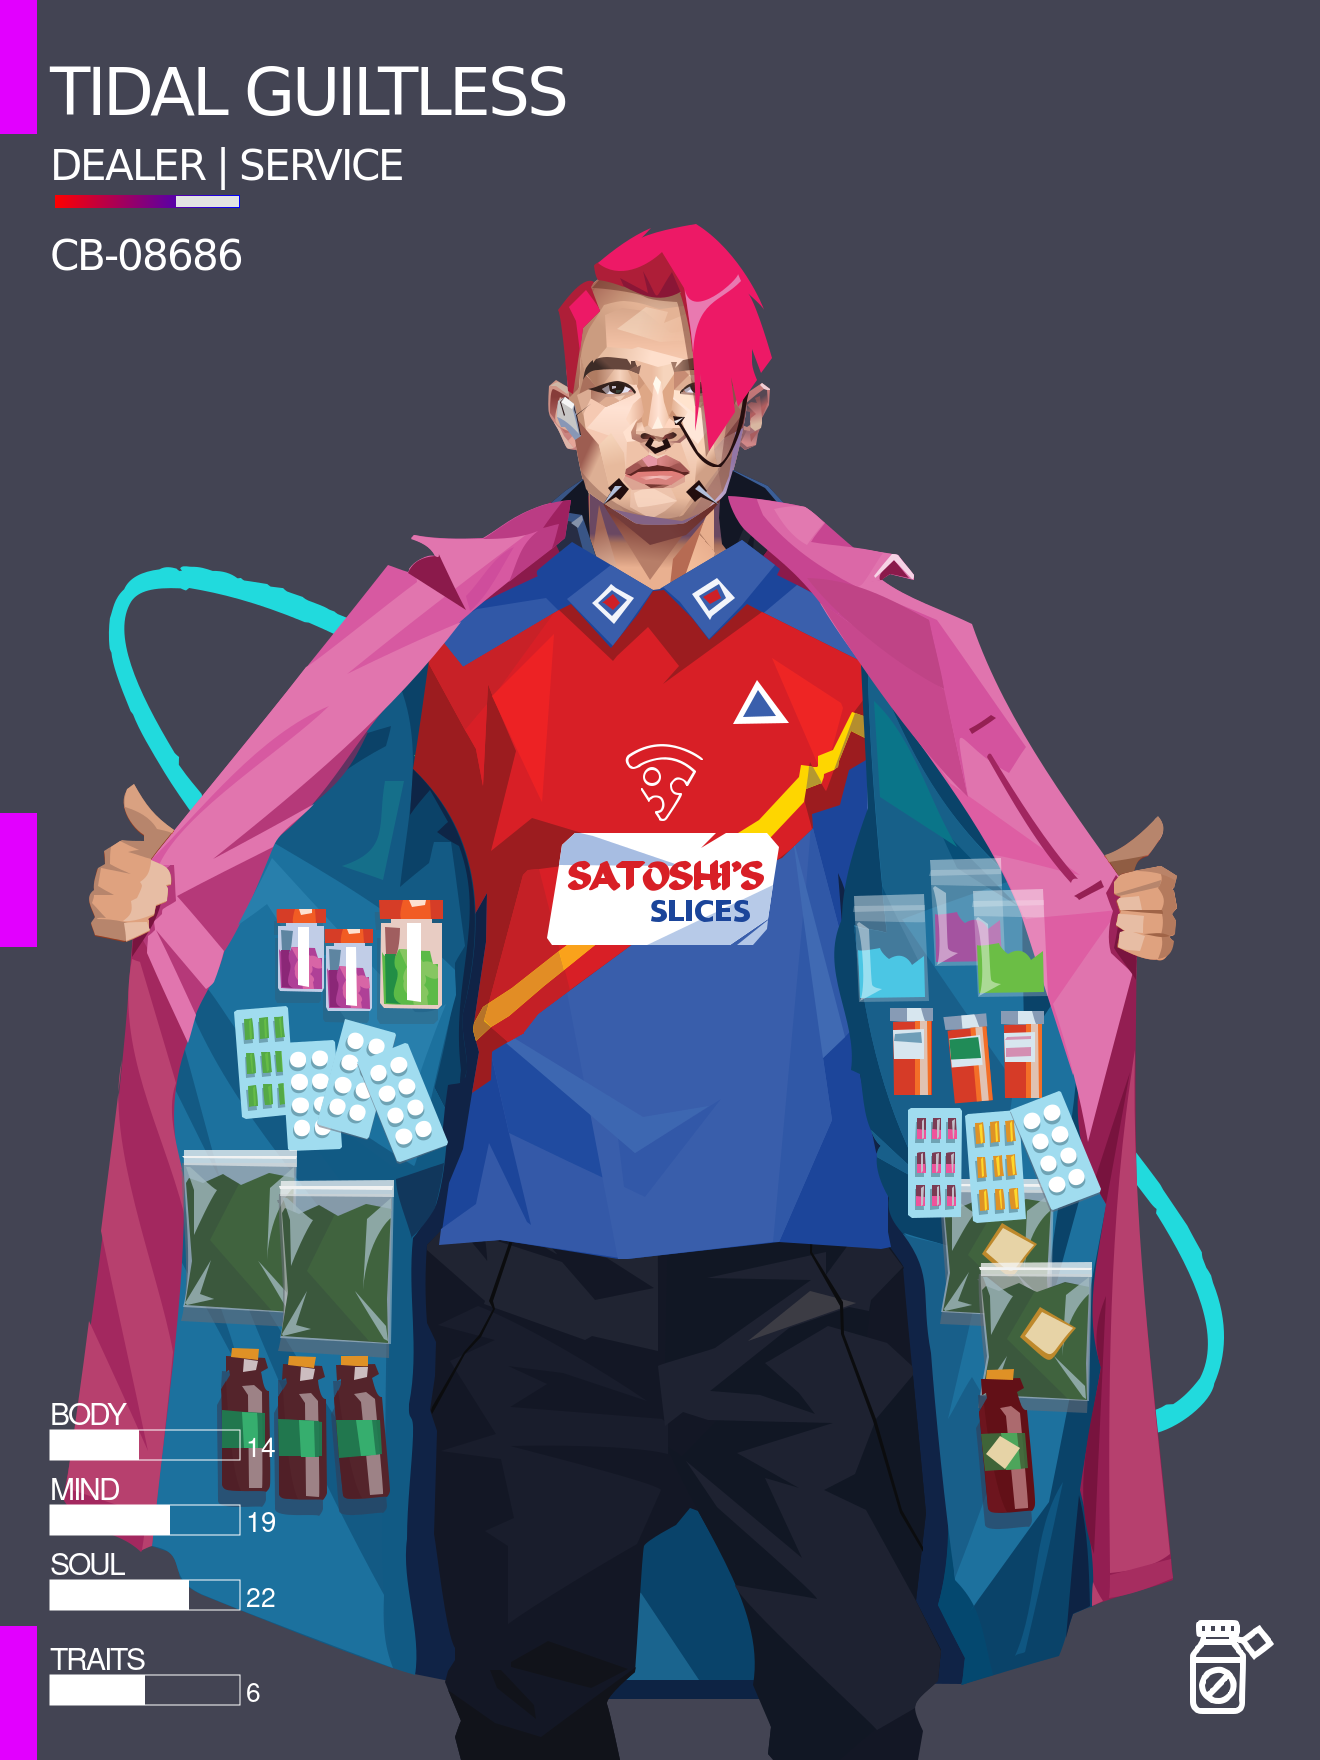 TIDAL GUILTLESS
DEALER | SERVICE
CB-08686
SATOSHI'S
SLICES
BODY
14
MIND
19
SOUL
22
TRAITS
6